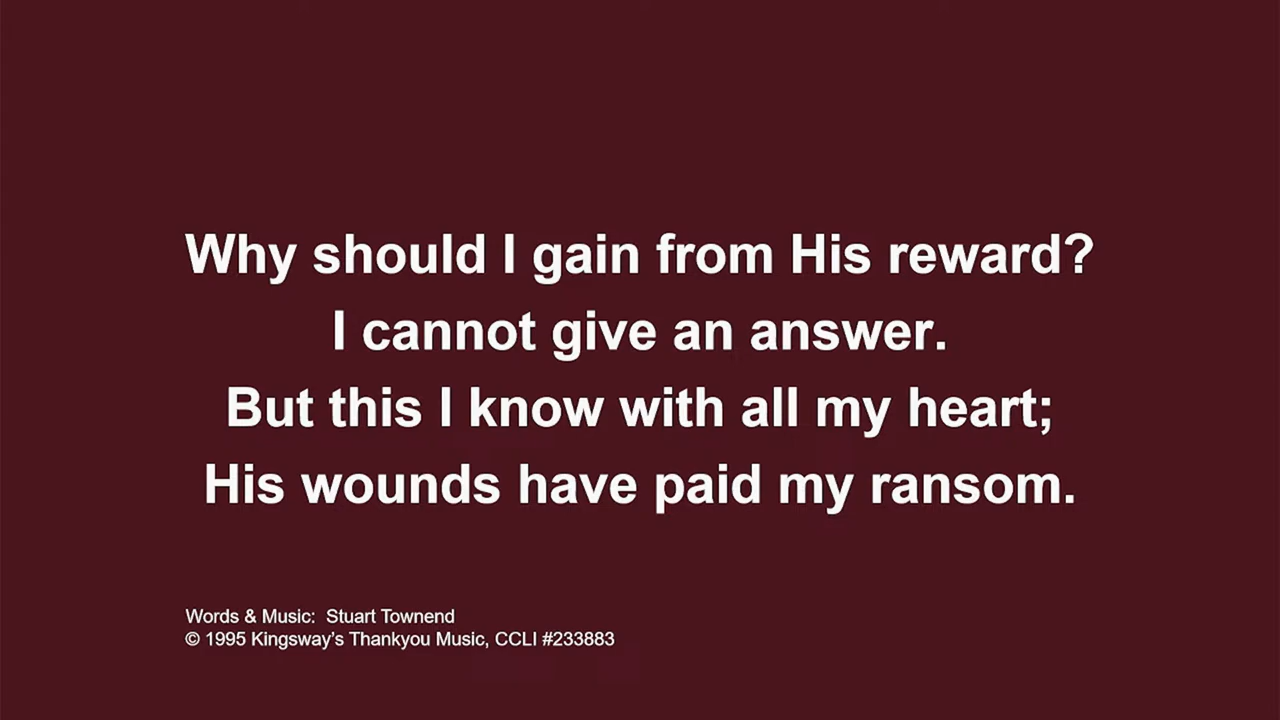 Why should I gain from His reward?
I cannot give an answer.
But this I know with all my heart;
His wounds have paid my ransom.
Words & Music:  Stuart Townend
© 1995 Kingsway's Thankyou Music, CCLI #233883